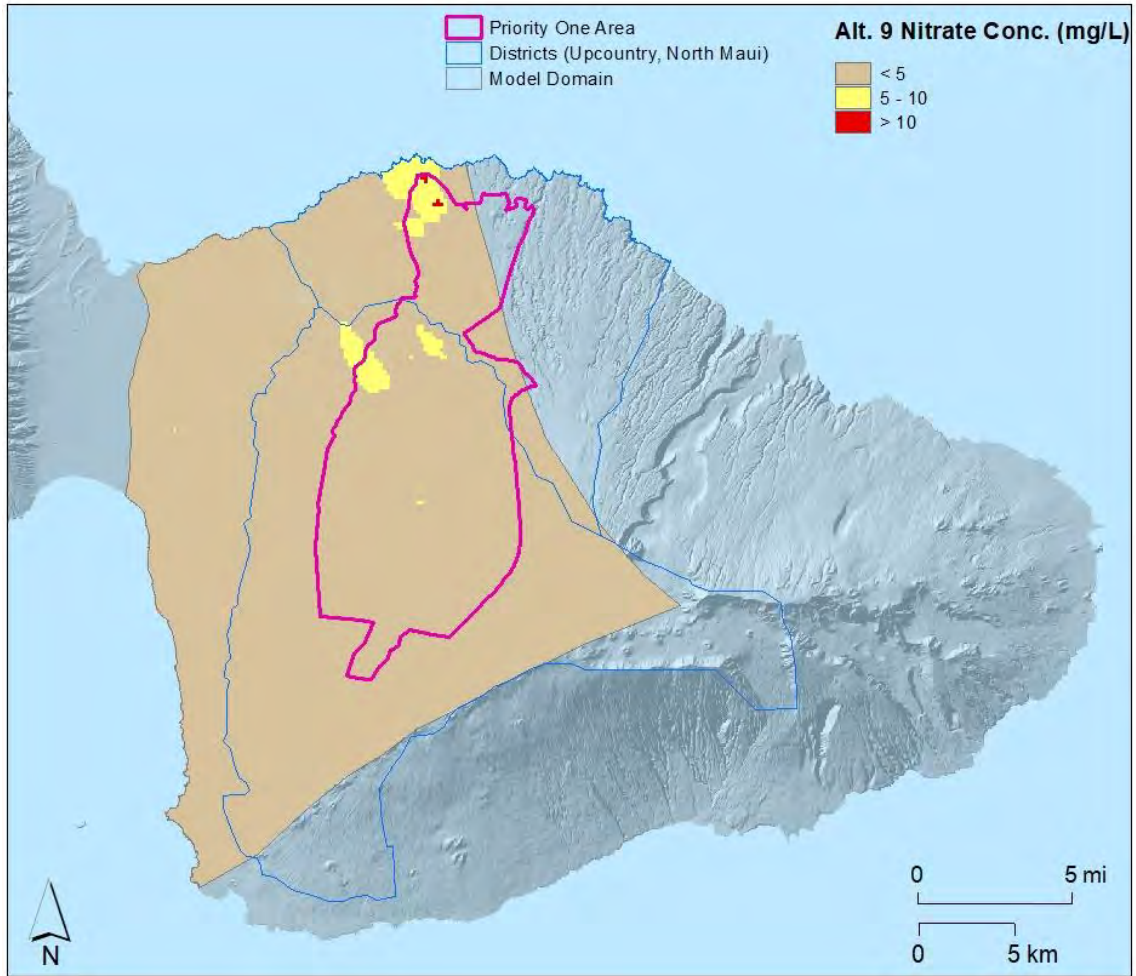 Priority One Area
Districts (Upcountry, North Maui)
Model Domain
Alt. 9 Nitrate Conc. (mg/L)
< 5
5 - 10
> 10
0 5 mi
0 5 km
N